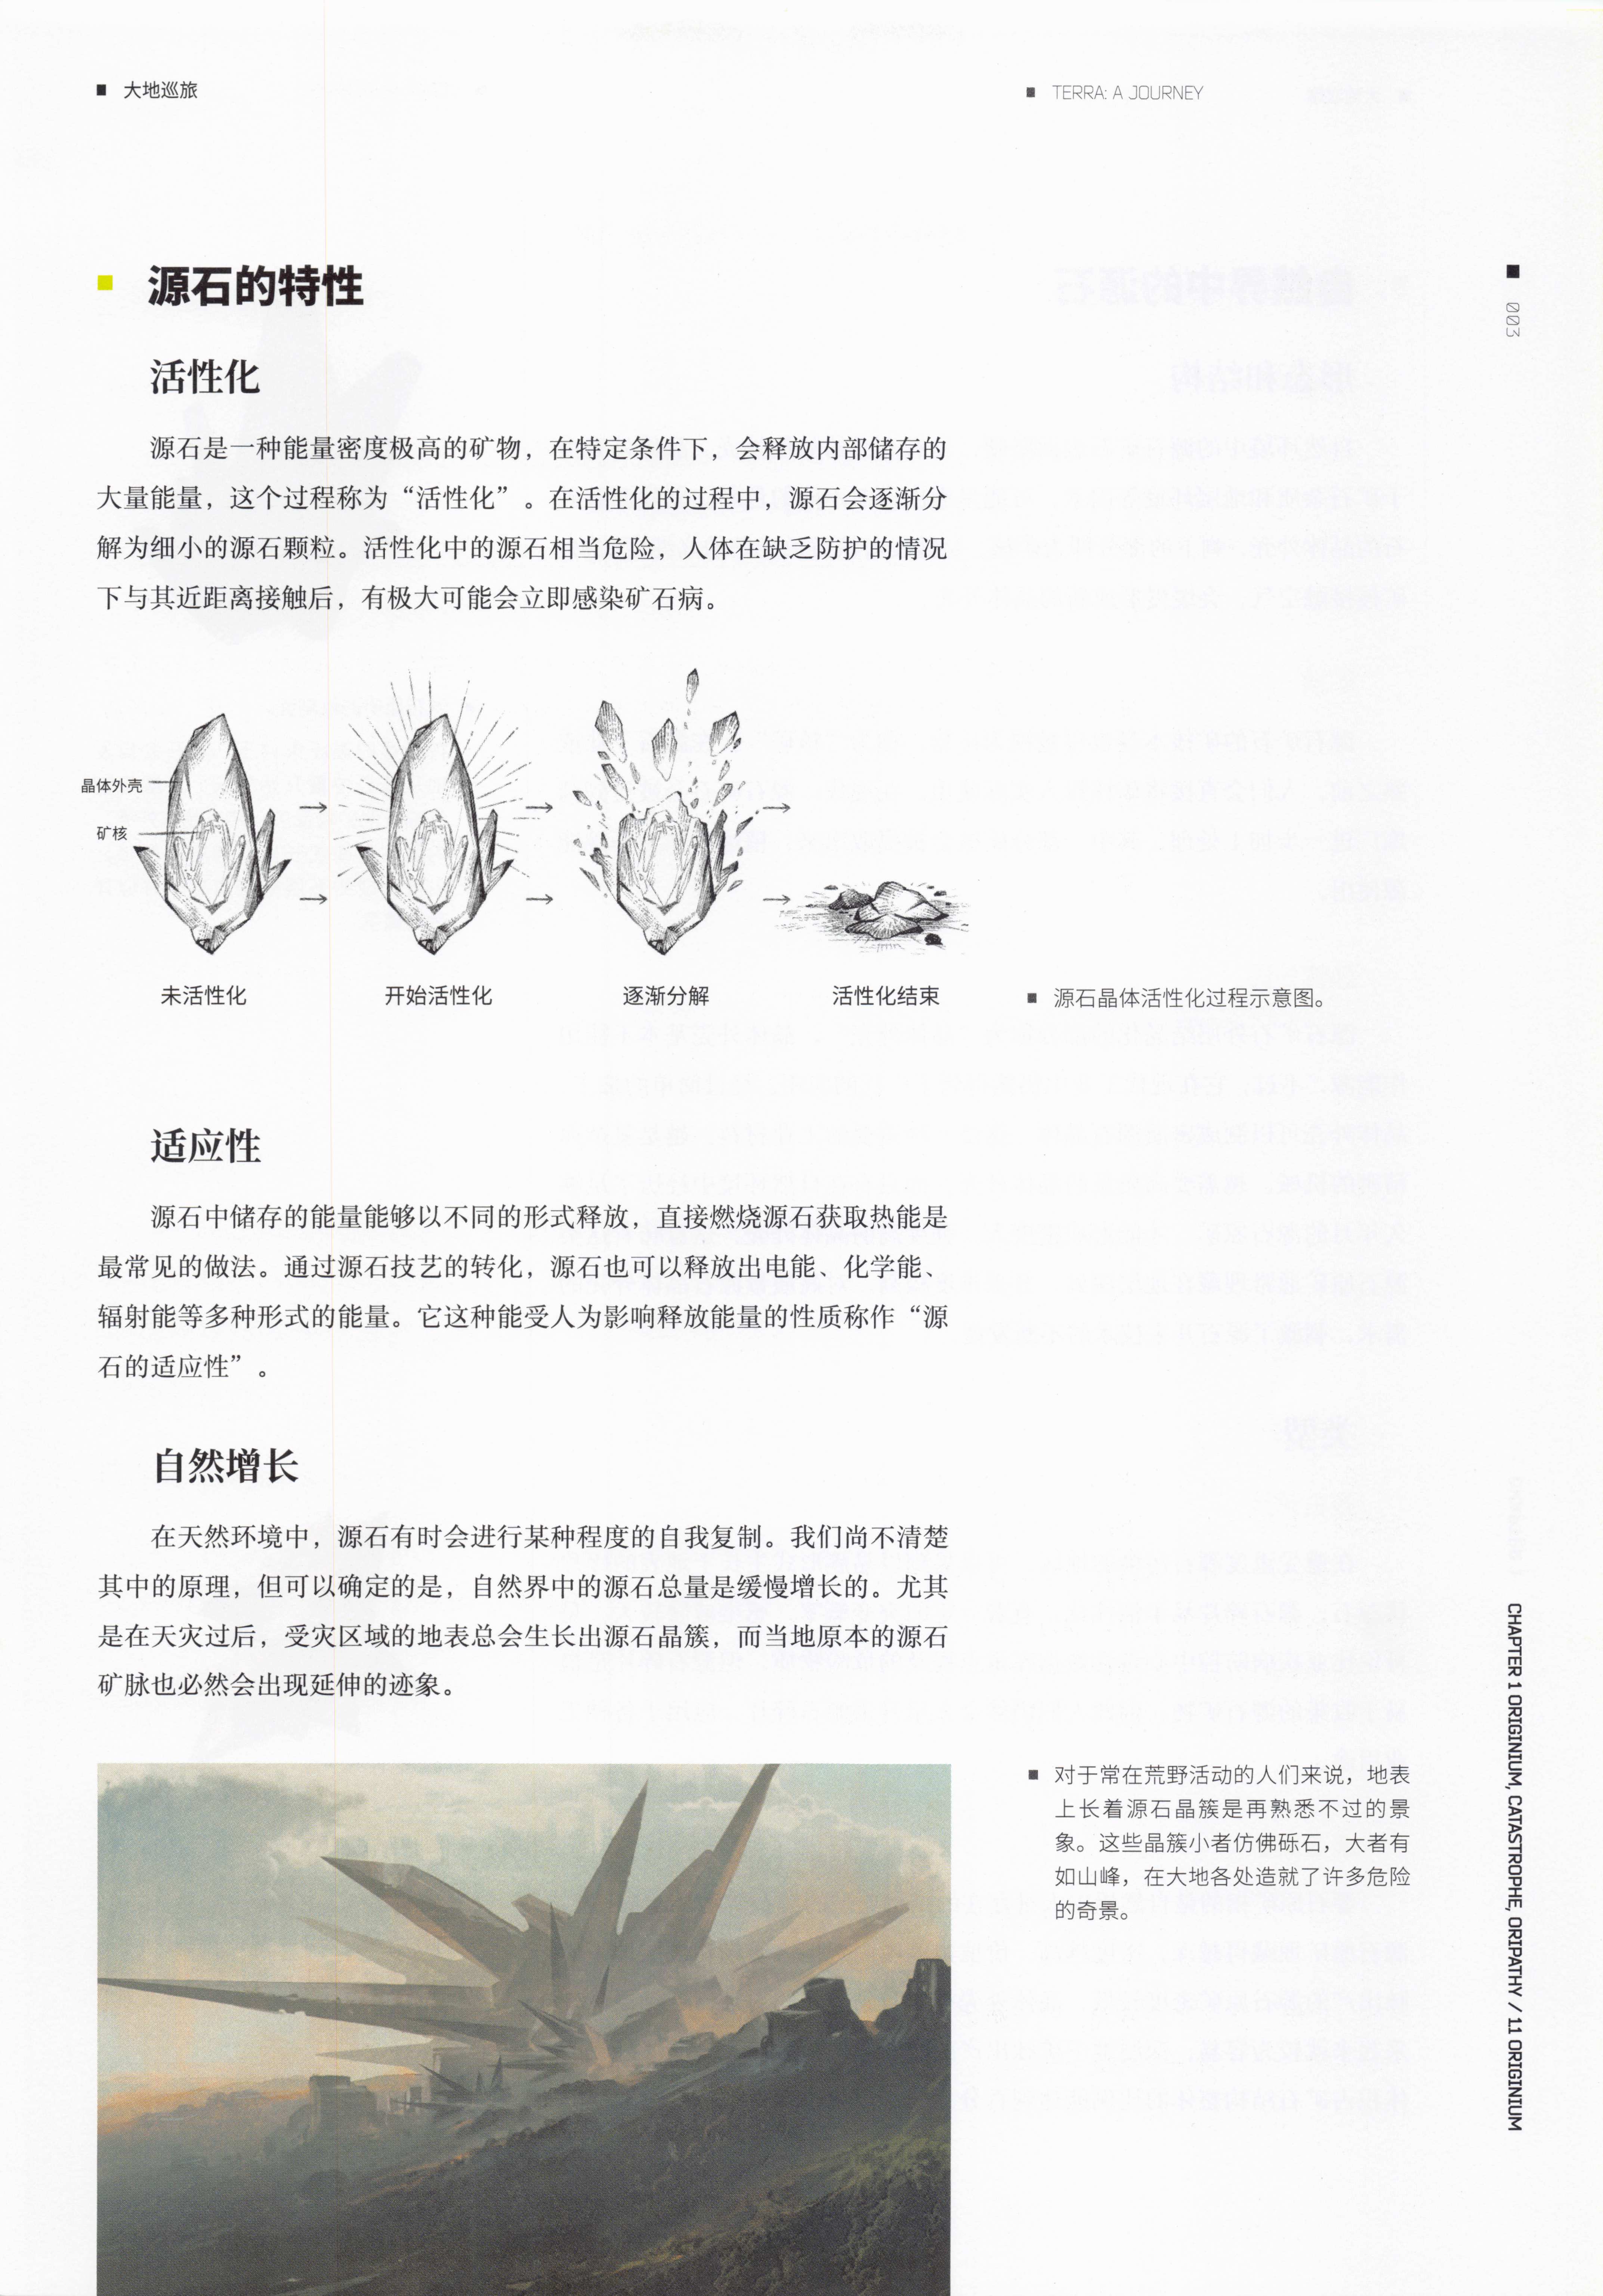 大地巡旅
TERRA: A JOURNEY
003
源石的特性
活性化
源石是一种能量密度极高的矿物，在特定条件下，会释放内部储存的
大量能量，这个过程称为“活性化”。在活性化的过程中，源石会逐渐分
解为细小的源石颗粒。活性化中的源石相当危险，人体在缺乏防护的情况
下与其近距离接触后，有极大可能会立即感染矿石病。
晶体外壳
矿核
未活性化
开始活性化
逐渐分解
活性化结束
源石晶体活性化过程示意图。
适应性
源石中储存的能量能够以不同的形式释放，直接燃烧源石获取热能是
最常见的做法。通过源石技艺的转化，源石也可以释放出电能、化学能、
辐射能等多种形式的能量。它这种能受人为影响释放能量的性质称作“源
石的适应性”。
自然增长
在天然环境中，源石有时会进行某种程度的自我复制。我们尚不清楚
其中的原理，但可以确定的是，自然界中的源石总量是缓慢增长的。尤其
是在天灾过后，受灾区域的地表总会生长出源石晶簇，而当地原本的源石
矿脉也必然会出现延伸的迹象。
对于常在荒野活动的人们来说，地表
上长着源石晶簇是再熟悉不过的景
象。这些晶簇小者仿佛砾石，大者有
如山峰，在大地各处造就了许多危险
的奇景。
CHAPTER 1 ORIGINIUM, CATASTROPHE, ORIPATHY / 1.1 ORIGINIUM